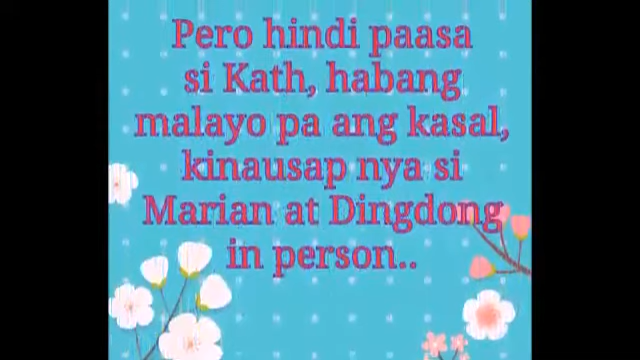 Pero hindi paasa
si Kath, habang
malayo pa ang kasal,
kinausap nya si
Marian at Dingdong
in person..